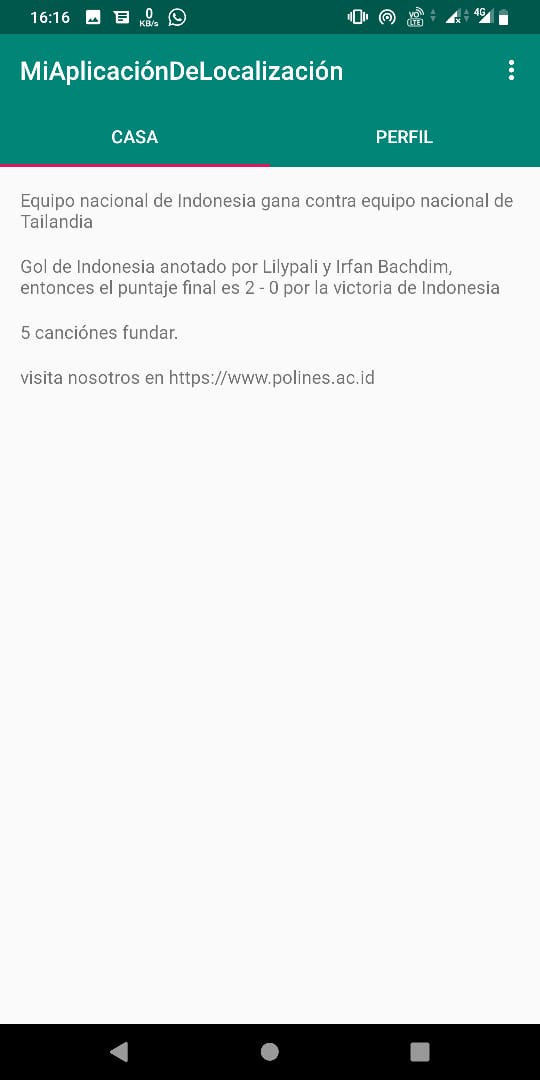 16:16
0
KB/s
VO
LTE
4G
MiAplicaciónDeLocalización
CASA
PERFIL
Equipo nacional de Indonesia gana contra equipo nacional de
Tailandia
Gol de Indonesia anotado por Lilypali y Irfan Bachdim,
entonces el puntaje final es 2 - 0 por la victoria de Indonesia
5 canciónes fundar.
visita nosotros en https://www.polines.ac.id